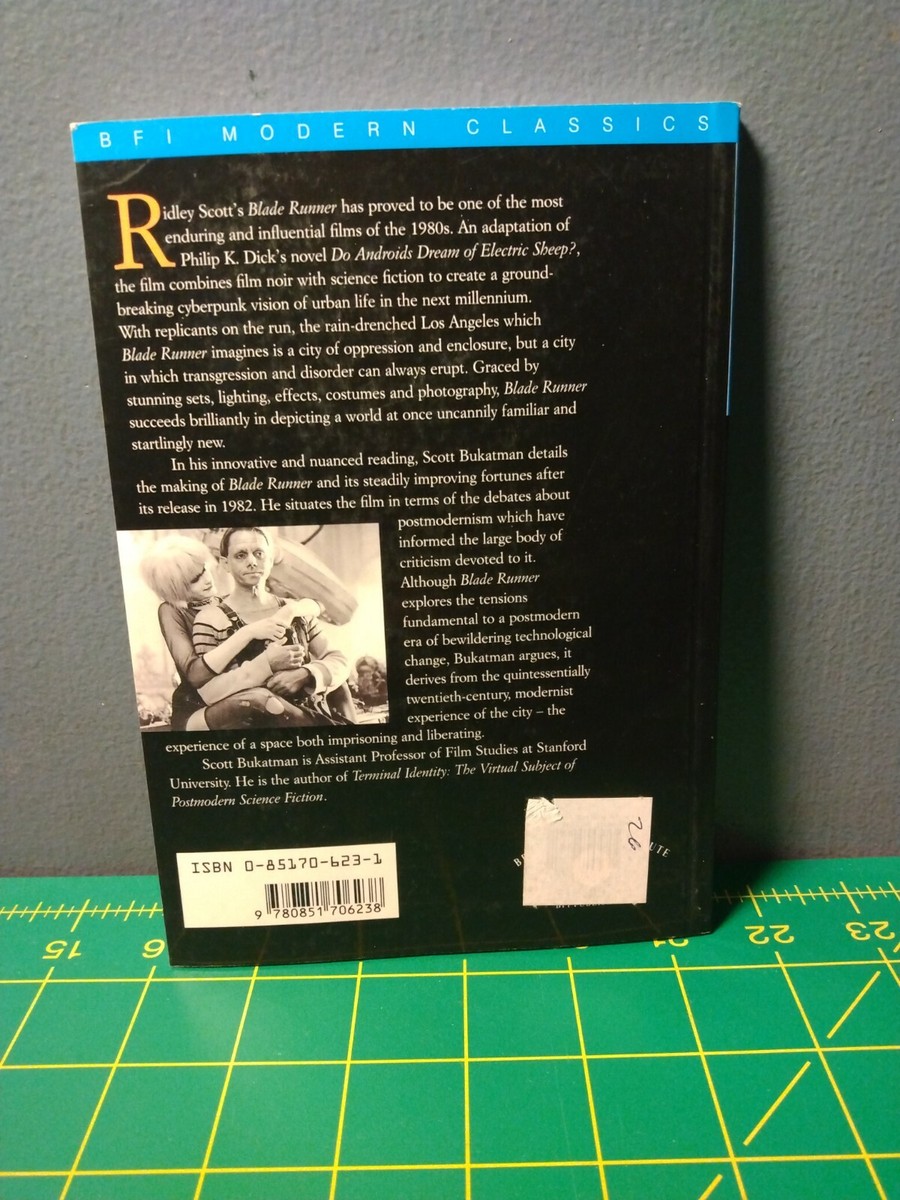 BFI MODERN CLASSICS
Ridley Scott's Blade Runner has proved to be one of the most
enduring and influential films of the 1980s. An adaptation of
Philip K. Dick's novel Do Androids Dream of Electric Sheep?,
the film combines film noir with science fiction to create a ground-
breaking cyberpunk vision of urban life in the next millennium.
With replicants on the run, the rain-drenched Los Angeles which
Blade Runner imagines is a city of oppression and enclosure, but a city
in which transgression and disorder can always erupt. Graced by
stunning sets, lighting, effects, costumes and photography, Blade Runner
succeeds brilliantly in depicting a world at once uncannily familiar and
startlingly new.
In his innovative and nuanced reading, Scott Bukatman details
the making of Blade Runner and its steadily improving fortunes after
its release in 1982. He situates the film in terms of the debates about
postmodernism which have
informed the large body of
criticism devoted to it.
Although Blade Runner
explores the tensions
fundamental to a postmodern
era of bewildering technological
change, Bukatman argues, it
derives from the quintessentially
twentieth-century, modernist
experience of the city – the
experience of a space both imprisoning and liberating.
Scott Bukatman is Assistant Professor of Film Studies at Stanford
University. He is the author of Terminal Identity: The Virtual Subject of
Postmodern Science Fiction.
ISBN 0-85170-623-1
9 780851 706238
15
22
23